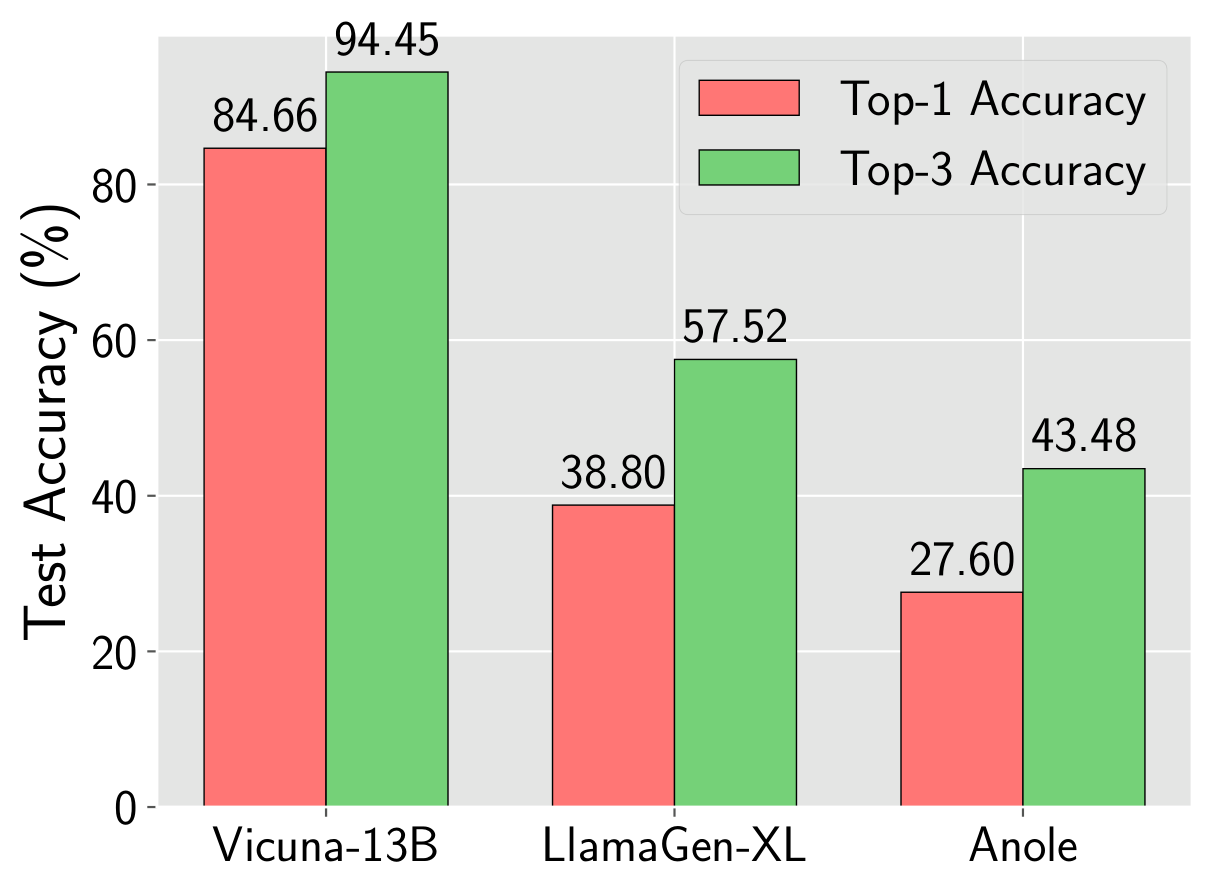 94.45
84.66
Top-1 Accuracy
Top-3 Accuracy
80
57.52
60
43.48
38.80
40
27.60
20
0
Test Accuracy (%)
Vicuna-13B LlamaGen-XL Anole